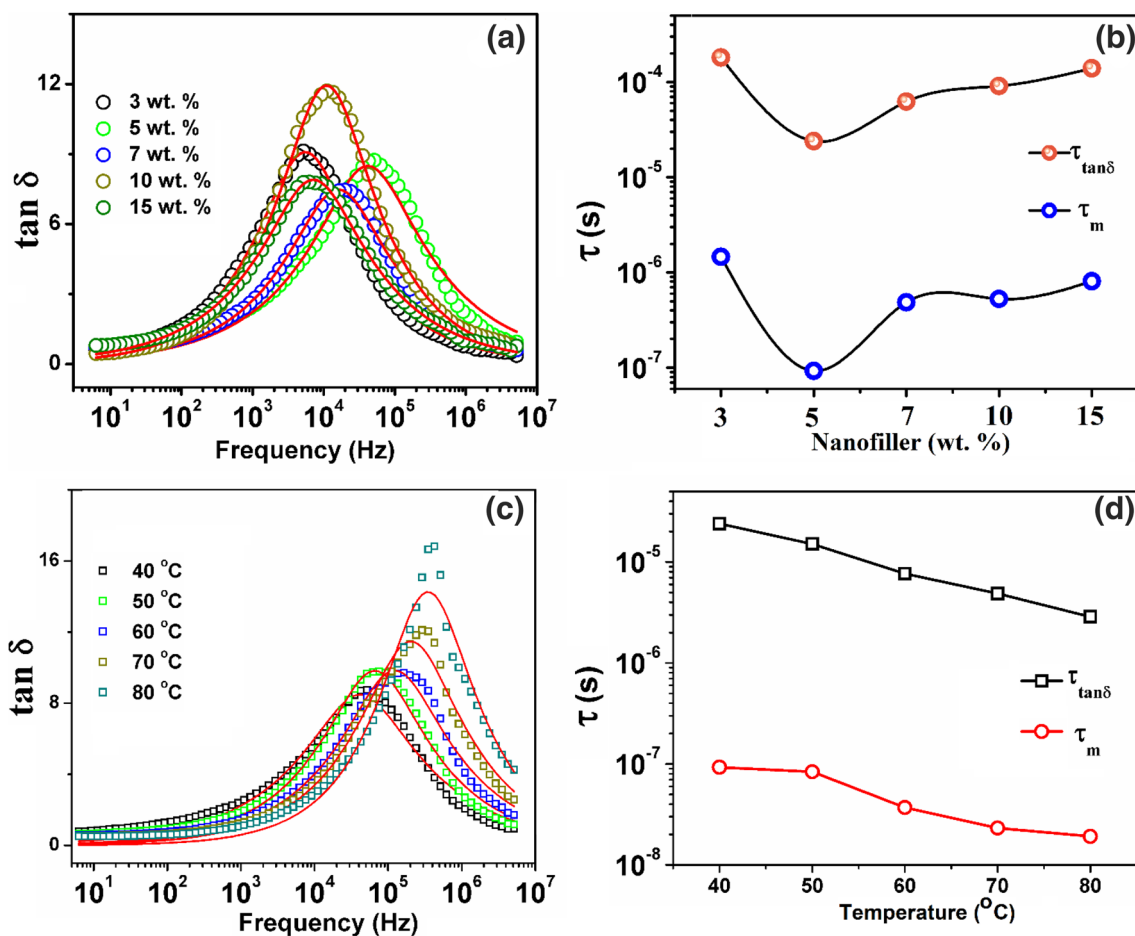 (a)
tan δ
12
6
0
3 wt. %
5 wt. %
7 wt. %
10 wt. %
15 wt. %
10¹ 10² 10³ 10⁴ 10⁵ 10⁶ 10⁷
Frequency (Hz)
(b)
τ (s)
10⁻⁴
10⁻⁵
10⁻⁶
10⁻⁷
τtanδ
τm
3 5 7 10 15
Nanofiller (wt. %)
(c)
tan δ
16
8
0
40 °C
50 °C
60 °C
70 °C
80 °C
10¹ 10² 10³ 10⁴ 10⁵ 10⁶ 10⁷
Frequency (Hz)
(d)
τ (s)
10⁻⁵
10⁻⁶
10⁻⁷
10⁻⁸
τtanδ
τm
40 50 60 70 80
Temperature (°C)